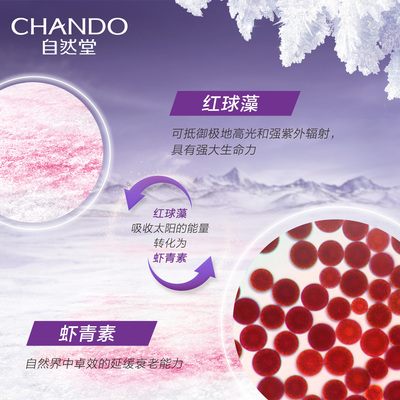 CHANDO
自然堂
红球藻
可抵御极地高光和强紫外辐射，
具有强大生命力
红球藻
吸收太阳的能量
转化为
虾青素
虾青素
自然界中卓效的延缓衰老能力